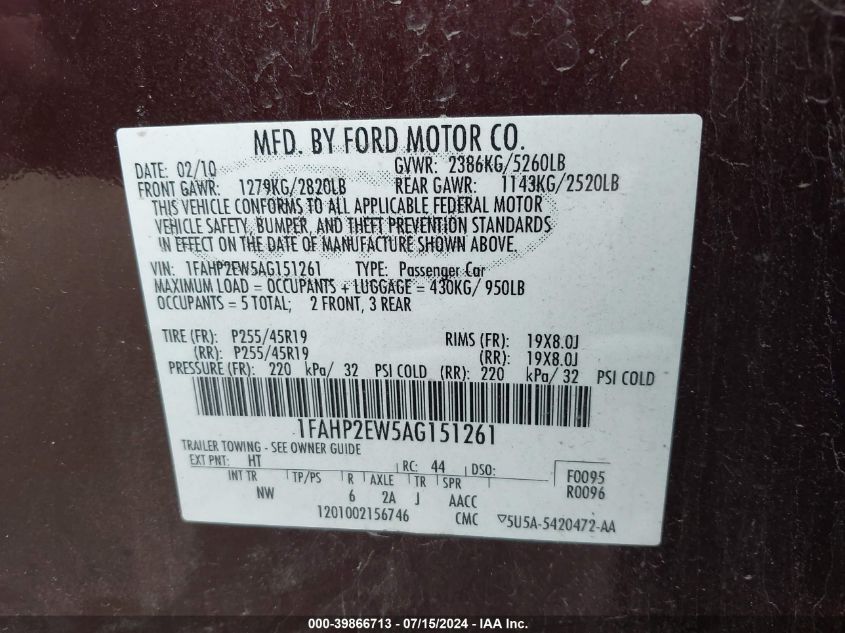 MFD. BY FORD MOTOR CO.
DATE: 02/10 GVWR: 2386KG/5260LB
FRONT GAWR: 1279KG/2820LB REAR GAWR: 1143KG/2520LB
THIS VEHICLE CONFORMS TO ALL APPLICABLE FEDERAL MOTOR
VEHICLE SAFETY, BUMPER, AND THEFT PREVENTION STANDARDS
IN EFFECT ON THE DATE OF MANUFACTURE SHOWN ABOVE.
VIN: 1FAHP2EW5AG151261 TYPE: Passenger Car
MAXIMUM LOAD = OCCUPANTS + LUGGAGE = 430KG/ 950LB
OCCUPANTS = 5 TOTAL; 2 FRONT, 3 REAR
TIRE (FR): P255/45R19 RIMS (FR): 19X8.0J
(RR): P255/45R19 (RR): 19X8.0J
PRESSURE (FR): 220 kPa/ 32 PSI COLD (RR): 220 kPa/ 32 PSI COLD
1FAHP2EW5AG151261
TRAILER TOWING - SEE OWNER GUIDE
EXT PNT: HT RC: 44 DSO: F0095
INT TR TP/PS R AXLE TR SPR R0096
NW 6 2A J AACC
1201002156746 CMC ▽5U5A-5420472-AA
000-39866713 - 07/15/2024 - IAA Inc.